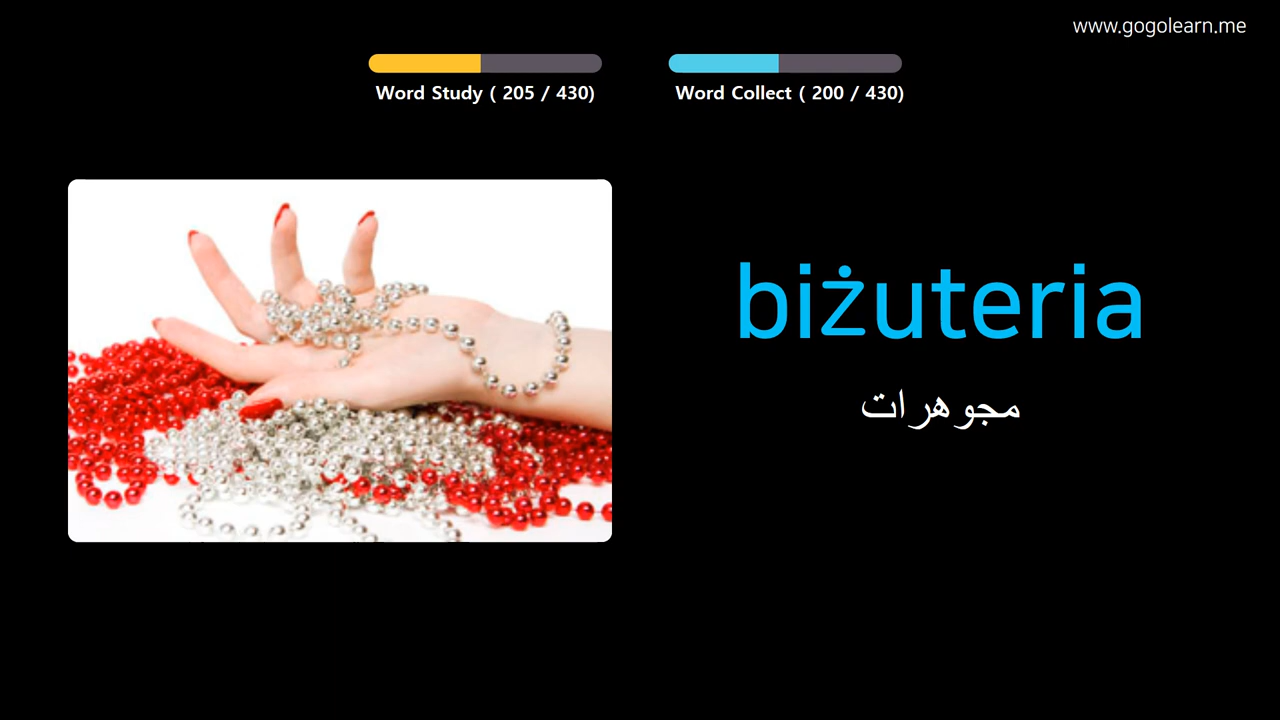 www.gogolearn.me
Word Study ( 205 / 430)
Word Collect ( 200 / 430)
biżuteria
مجوهرات